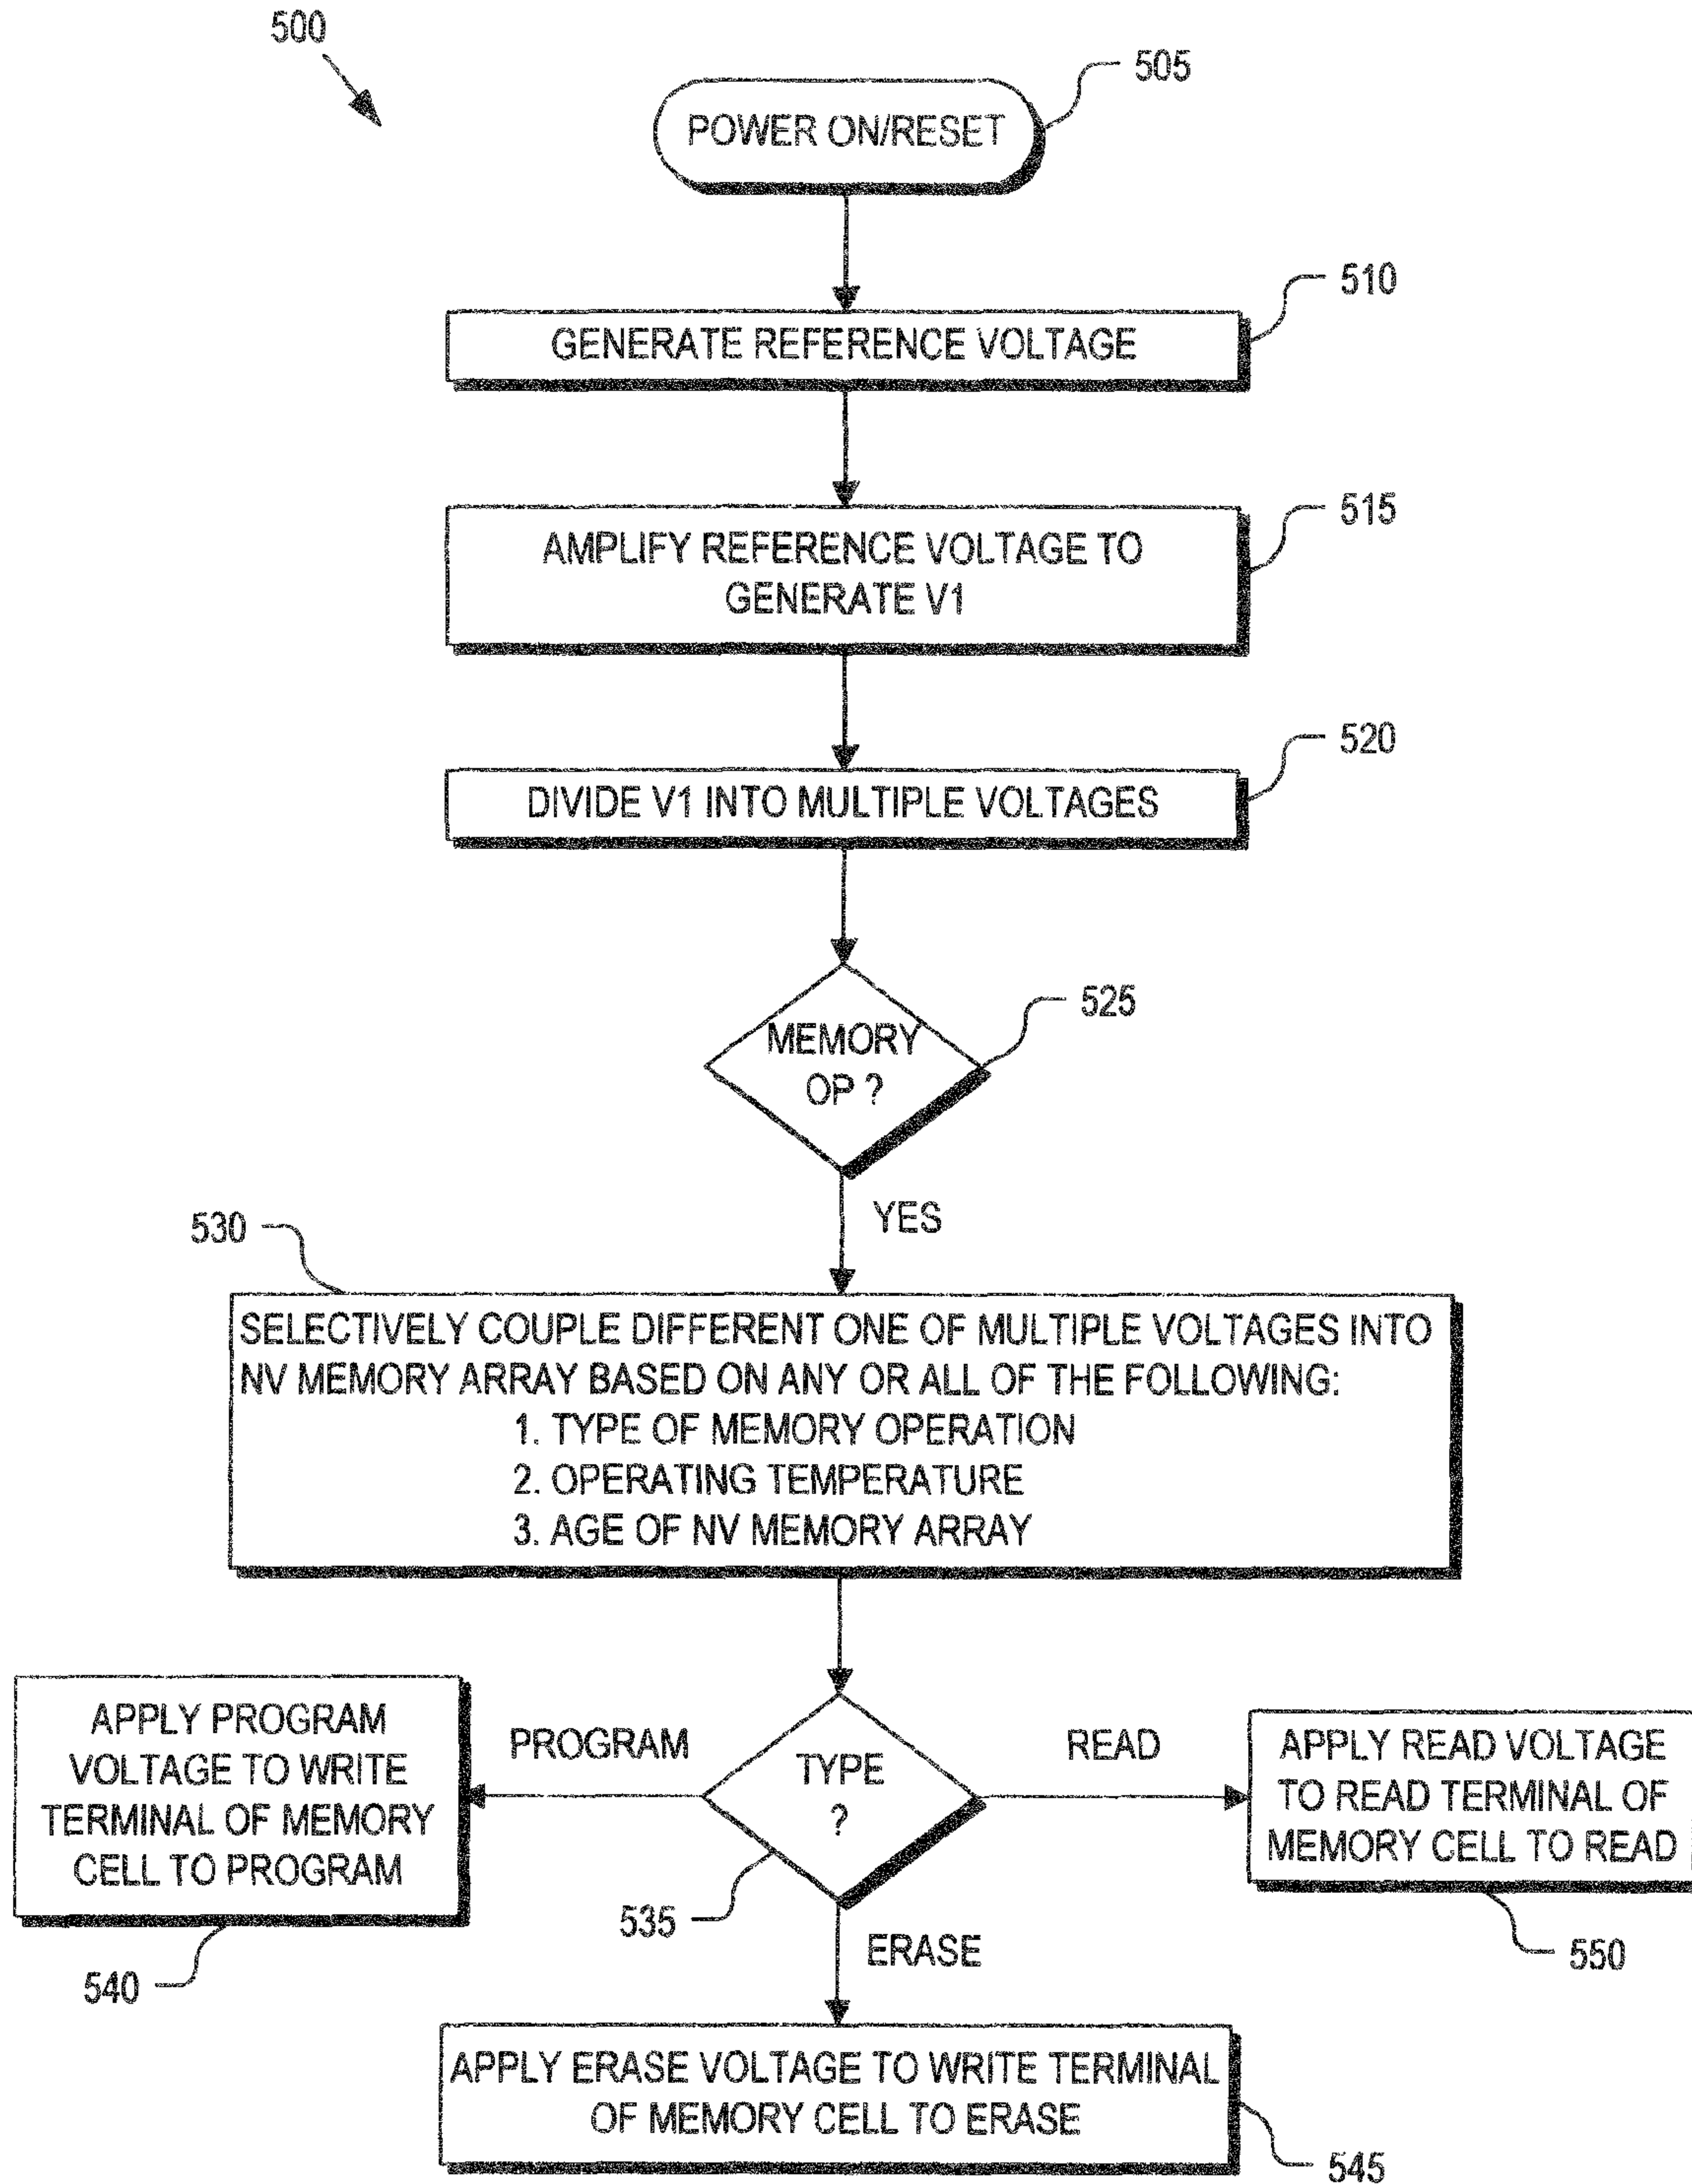 500
505
POWER ON/RESET
510
GENERATE REFERENCE VOLTAGE
515
AMPLIFY REFERENCE VOLTAGE TO
GENERATE V1
520
DIVIDE V1 INTO MULTIPLE VOLTAGES
525
MEMORY
OP ?
YES
530
SELECTIVELY COUPLE DIFFERENT ONE OF MULTIPLE VOLTAGES INTO
NV MEMORY ARRAY BASED ON ANY OR ALL OF THE FOLLOWING:
1. TYPE OF MEMORY OPERATION
2. OPERATING TEMPERATURE
3. AGE OF NV MEMORY ARRAY
APPLY PROGRAM
VOLTAGE TO WRITE
TERMINAL OF MEMORY
CELL TO PROGRAM
540
PROGRAM
TYPE
?
535
READ
APPLY READ VOLTAGE
TO READ TERMINAL OF
MEMORY CELL TO READ
550
ERASE
APPLY ERASE VOLTAGE TO WRITE TERMINAL
OF MEMORY CELL TO ERASE
545